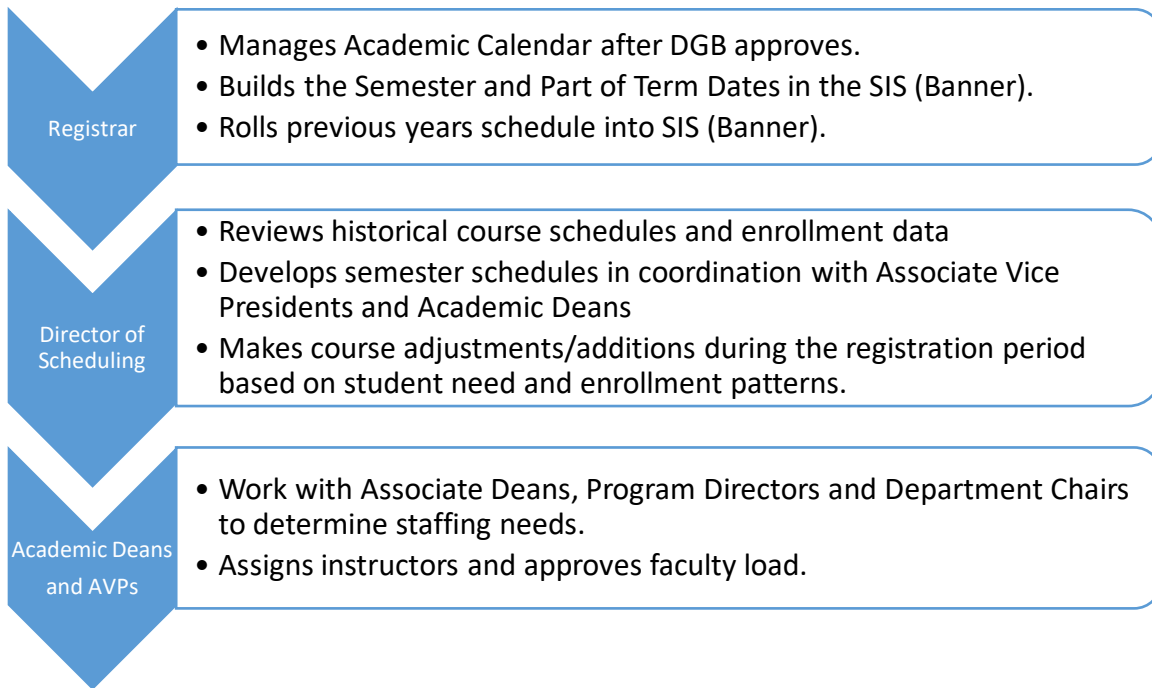 Registrar
• Manages Academic Calendar after DGB approves.
• Builds the Semester and Part of Term Dates in the SIS (Banner).
• Rolls previous years schedule into SIS (Banner).
Director of
Scheduling
• Reviews historical course schedules and enrollment data
• Develops semester schedules in coordination with Associate Vice
Presidents and Academic Deans
• Makes course adjustments/additions during the registration period
based on student need and enrollment patterns.
Academic Deans
and AVPs
• Work with Associate Deans, Program Directors and Department Chairs
to determine staffing needs.
• Assigns instructors and approves faculty load.